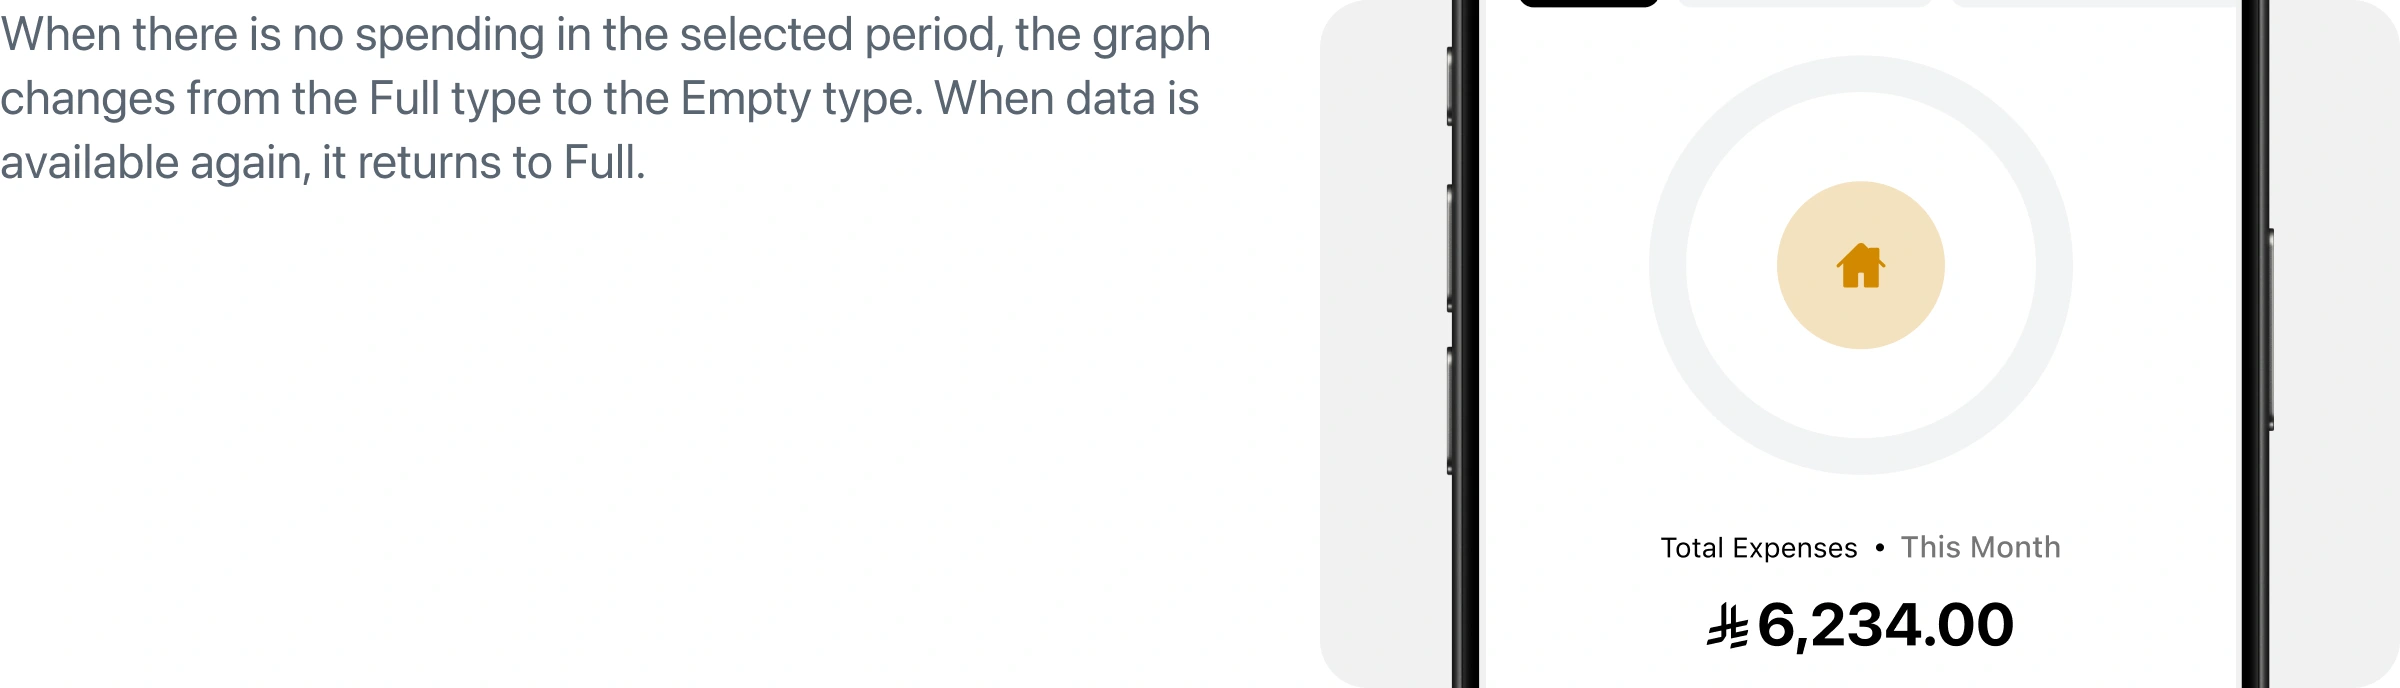 When there is no spending in the selected period, the graph
changes from the Full type to the Empty type. When data is
available again, it returns to Full.
Total Expenses • This Month
⃁6,234.00